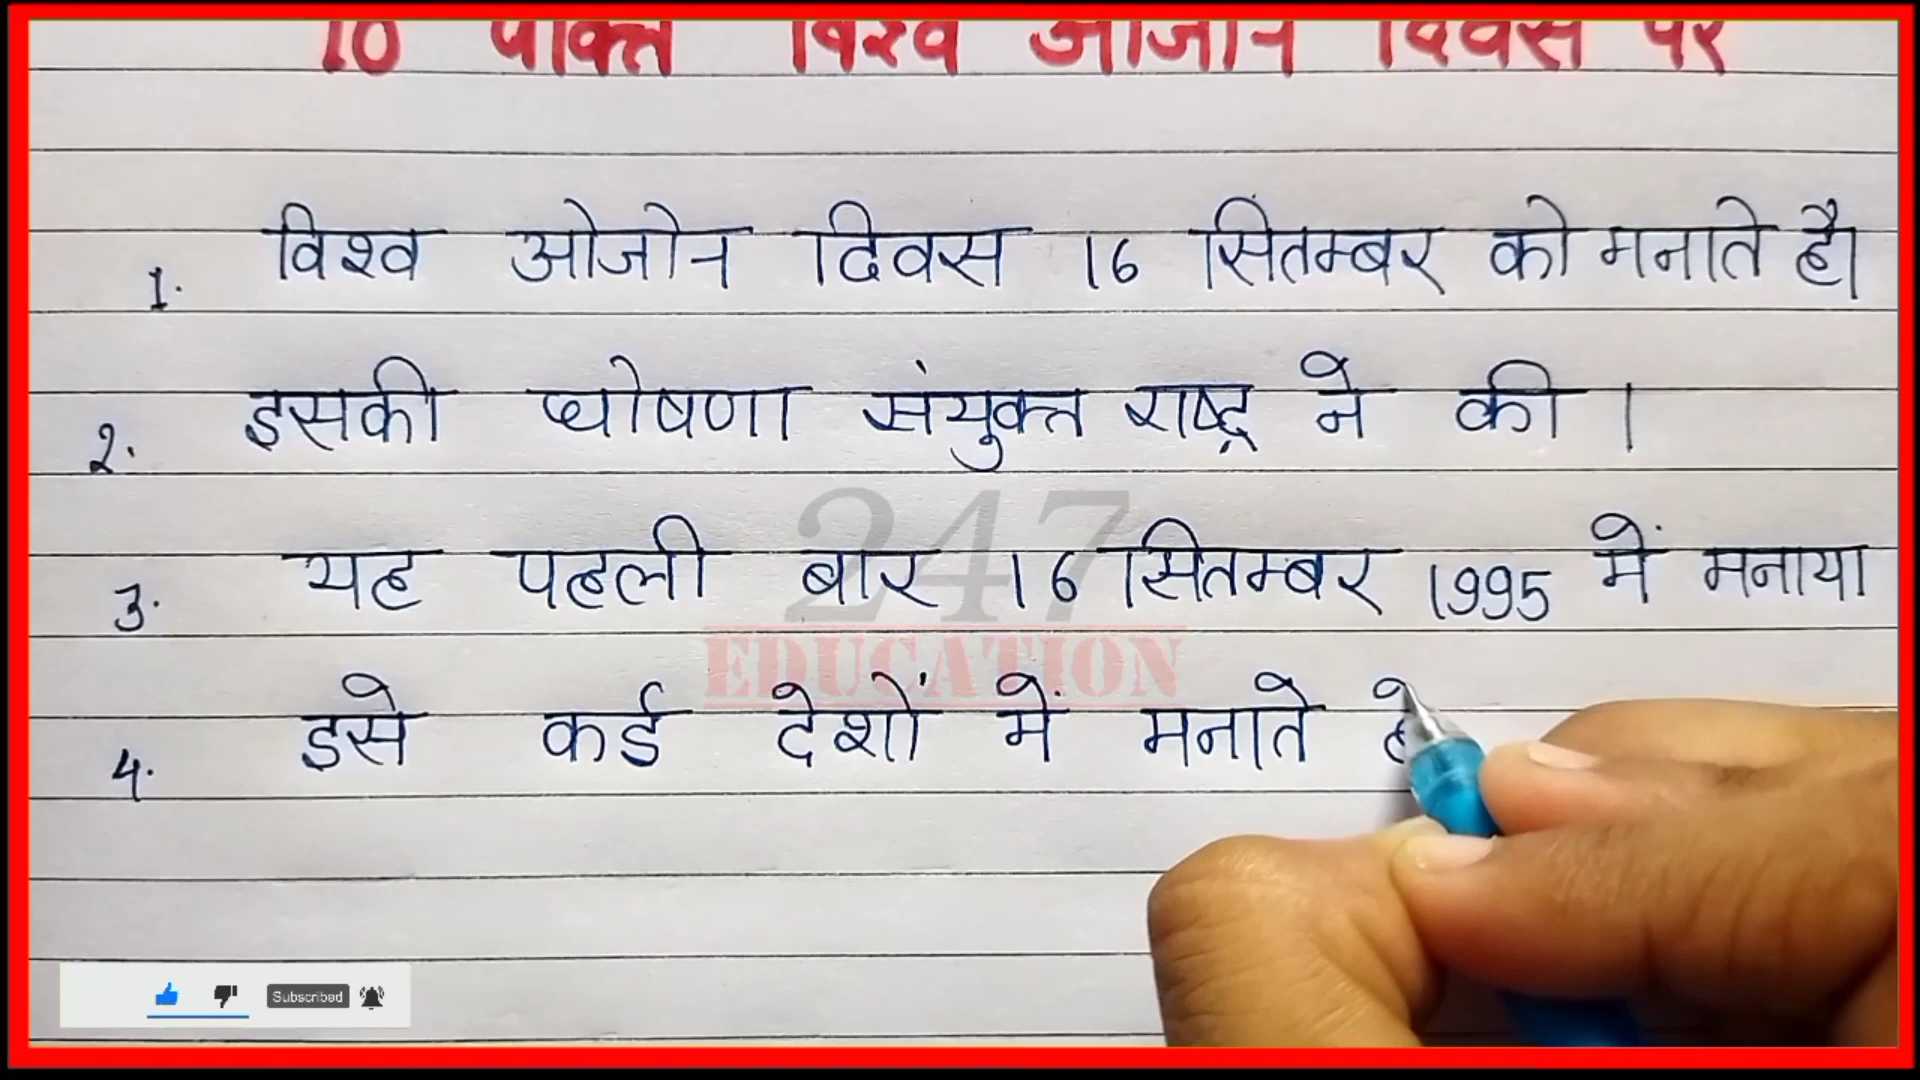 10 पंक्ति विश्व ओजोन दिवस पर
1. विश्व ओजोन दिवस 16 सितम्बर को मनाते है।
2. इसकी घोषणा संयुक्त राष्ट्र ने की ।
3. यह पहली बार 16 सितम्बर 1995 में मनाया
247
EDUCATION
4. इसे कई देशों में मनाते
Subscribed